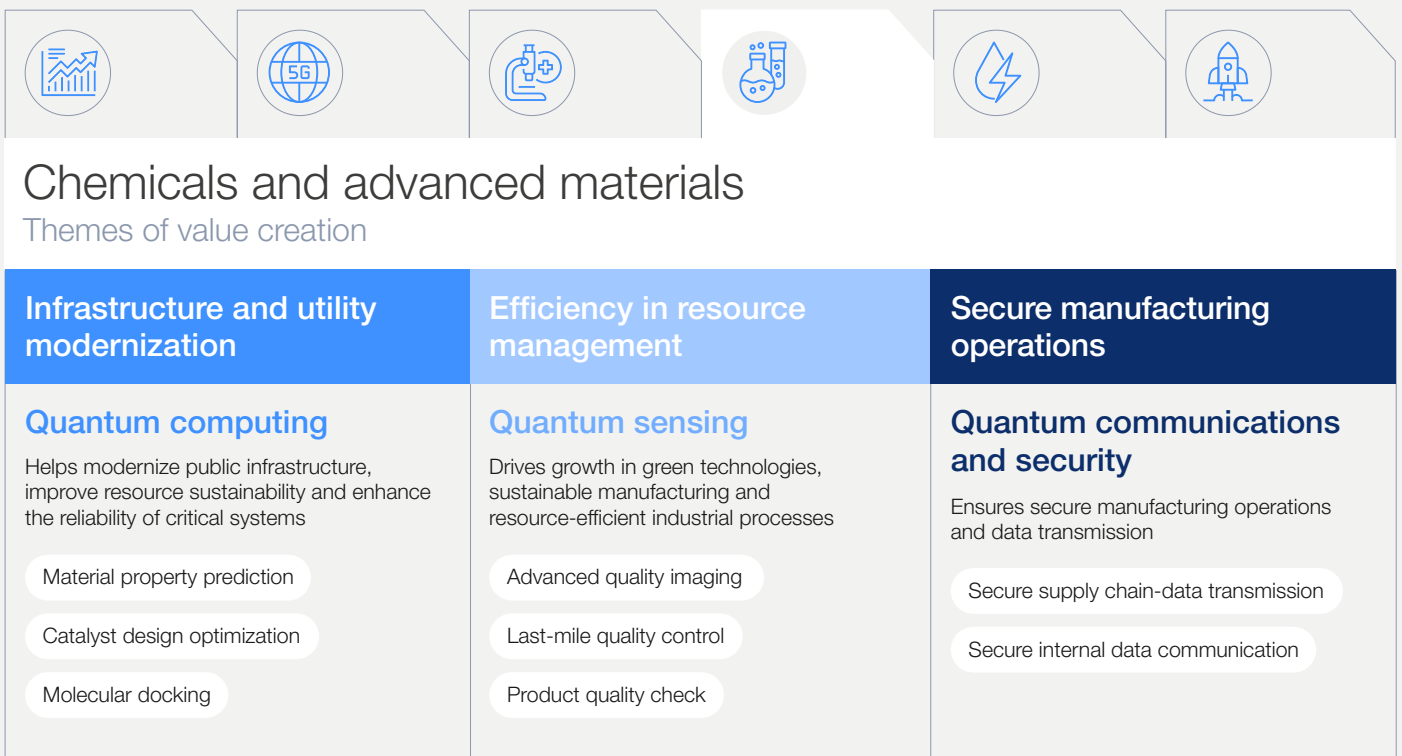 5G
Chemicals and advanced materials
Themes of value creation
Infrastructure and utility
modernization
Quantum computing
Helps modernize public infrastructure,
improve resource sustainability and enhance
the reliability of critical systems
Material property prediction
Catalyst design optimization
Molecular docking
Efficiency in resource
management
Quantum sensing
Drives growth in green technologies,
sustainable manufacturing and
resource-efficient industrial processes
Advanced quality imaging
Last-mile quality control
Product quality check
Secure manufacturing
operations
Quantum communications
and security
Ensures secure manufacturing operations
and data transmission
Secure supply chain-data transmission
Secure internal data communication